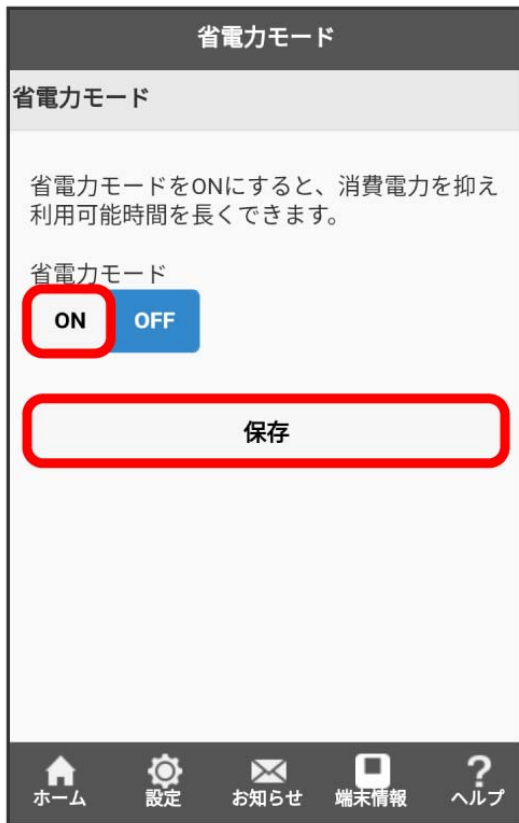 省電力モード
省電力モード
省電力モードをONにすると、消費電力を抑え
利用可能時間を長くできます。
省電力モード
ON OFF
保存
ホーム 設定 お知らせ 端末情報 ヘルプ